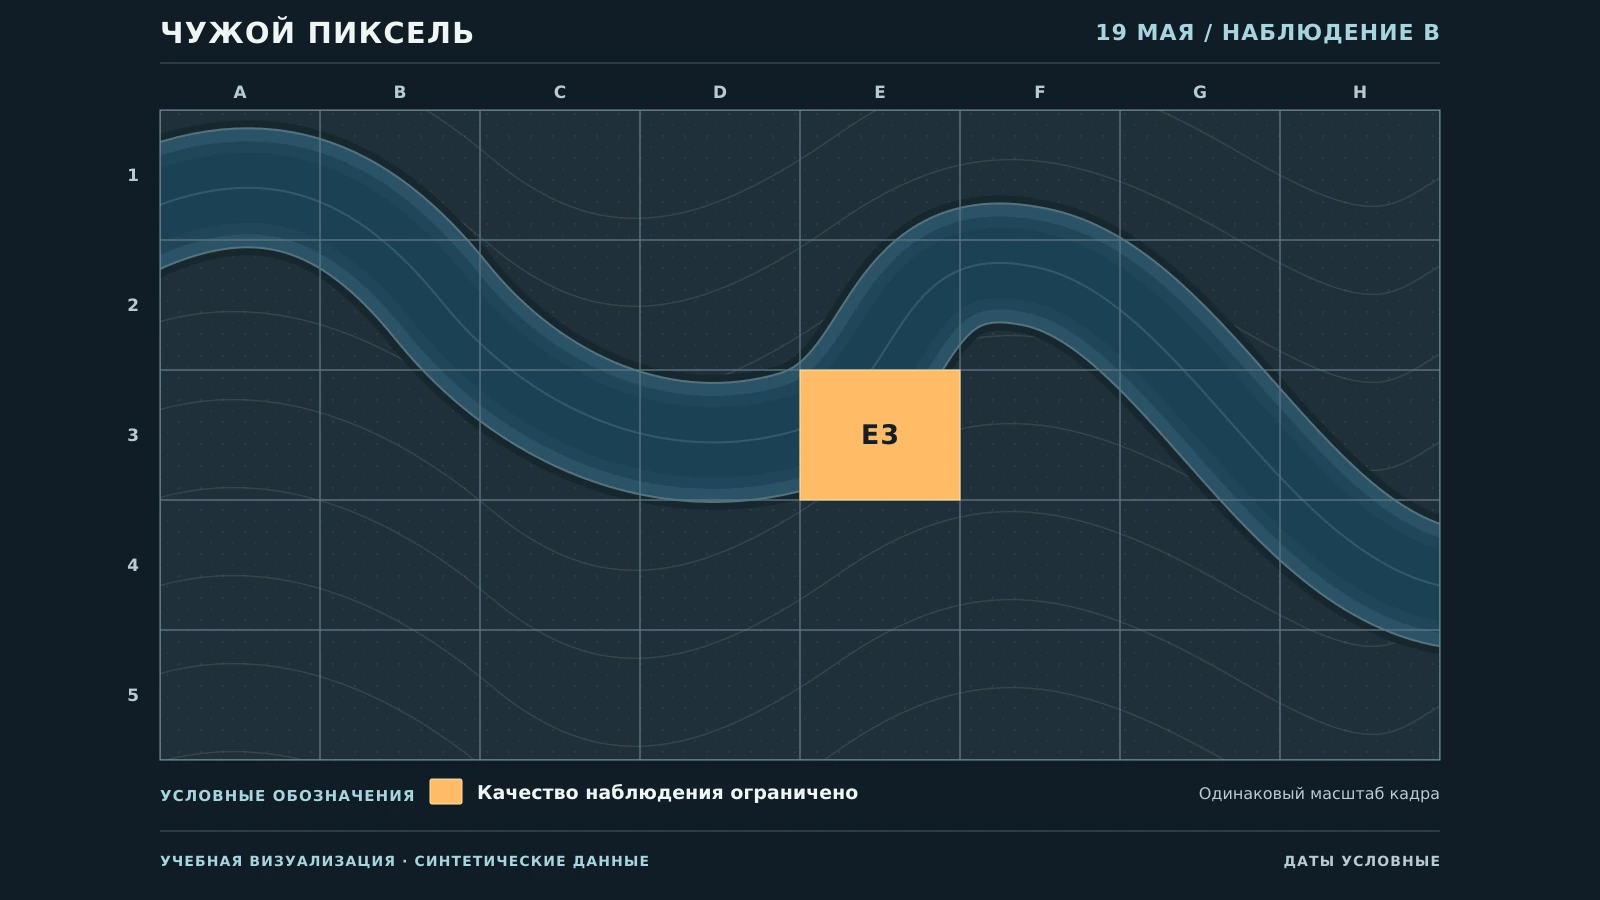 ЧУЖОЙ ПИКСЕЛЬ
19 МАЯ / НАБЛЮДЕНИЕ B
A B C D E F G H
1
2
3
E3
4
5
УСЛОВНЫЕ ОБОЗНАЧЕНИЯ
Качество наблюдения ограничено
Одинаковый масштаб кадра
УЧЕБНАЯ ВИЗУАЛИЗАЦИЯ · СИНТЕТИЧЕСКИЕ ДАННЫЕ
ДАТЫ УСЛОВНЫЕ